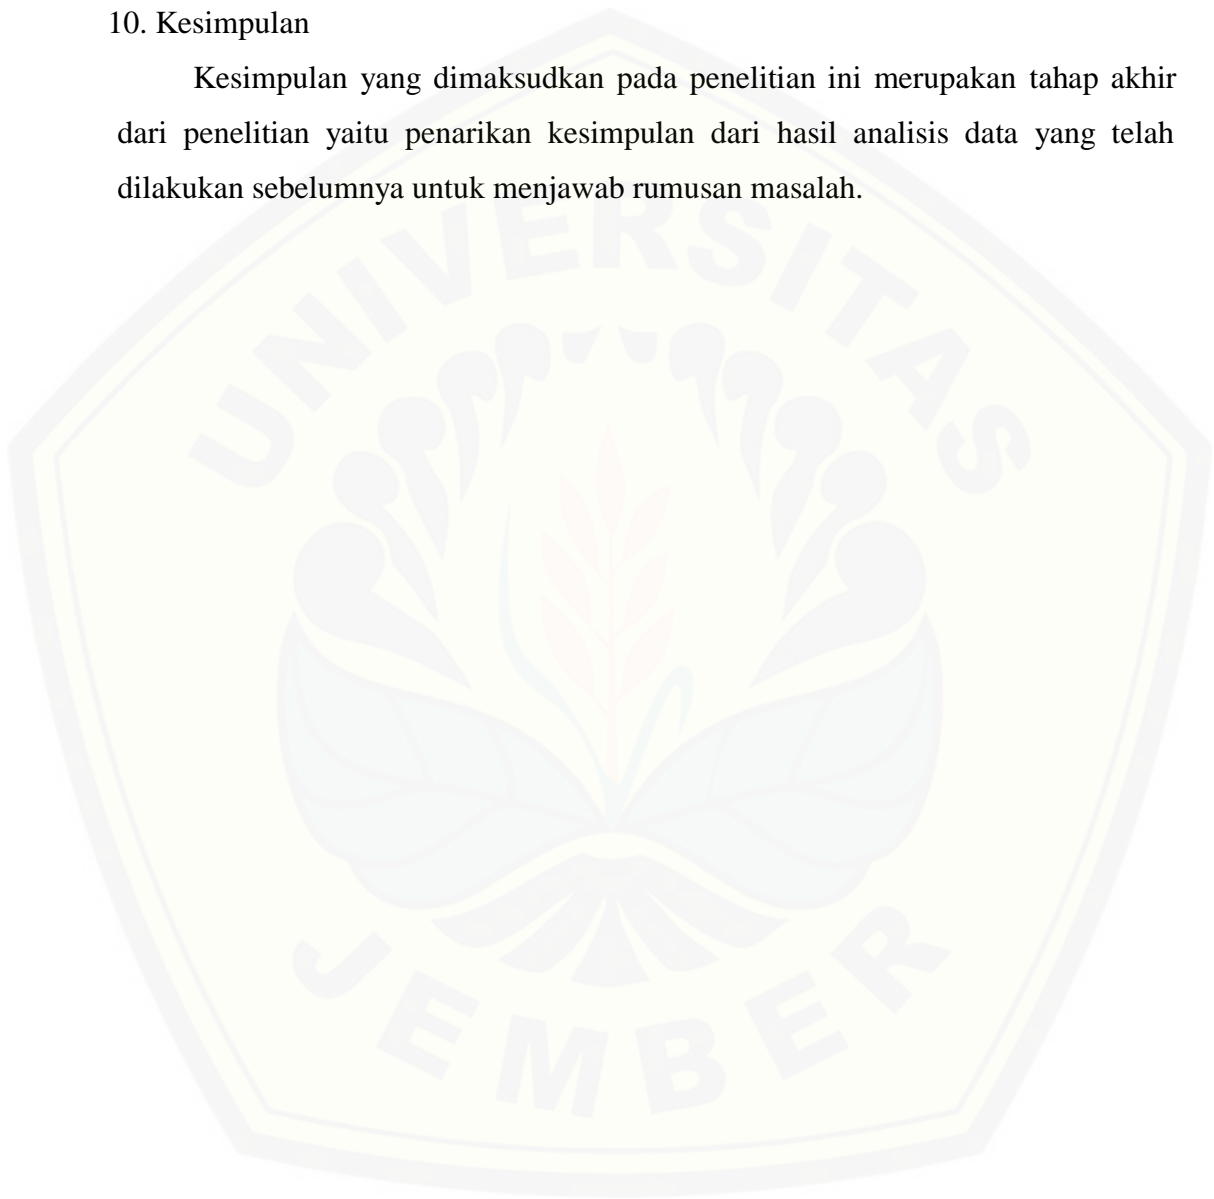 10. Kesimpulan
Kesimpulan yang dimaksudkan pada penelitian ini merupakan tahap akhir
dari penelitian yaitu penarikan kesimpulan dari hasil analisis data yang telah
dilakukan sebelumnya untuk menjawab rumusan masalah.
UNIVERSITAS
JEMBER